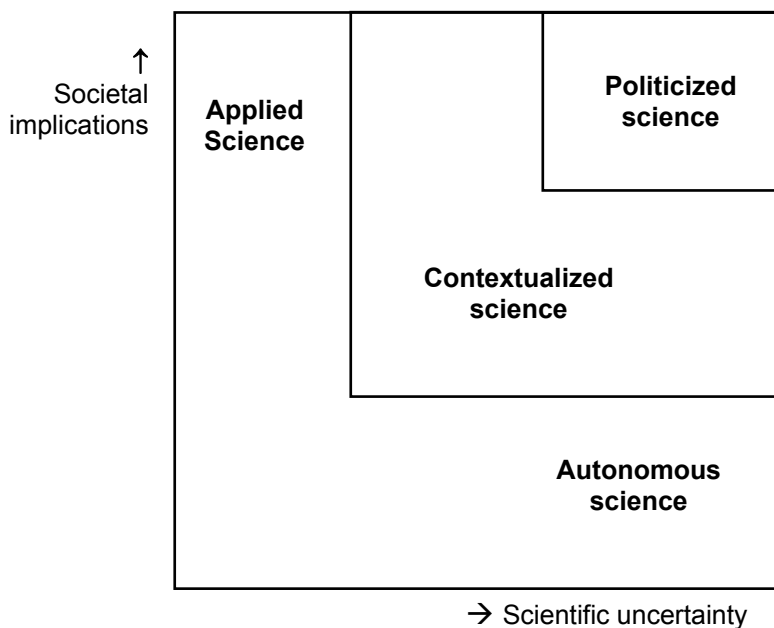 ↑
Societal
implications
Applied
Science
Politicized
science
Contextualized
science
Autonomous
science
→ Scientific uncertainty